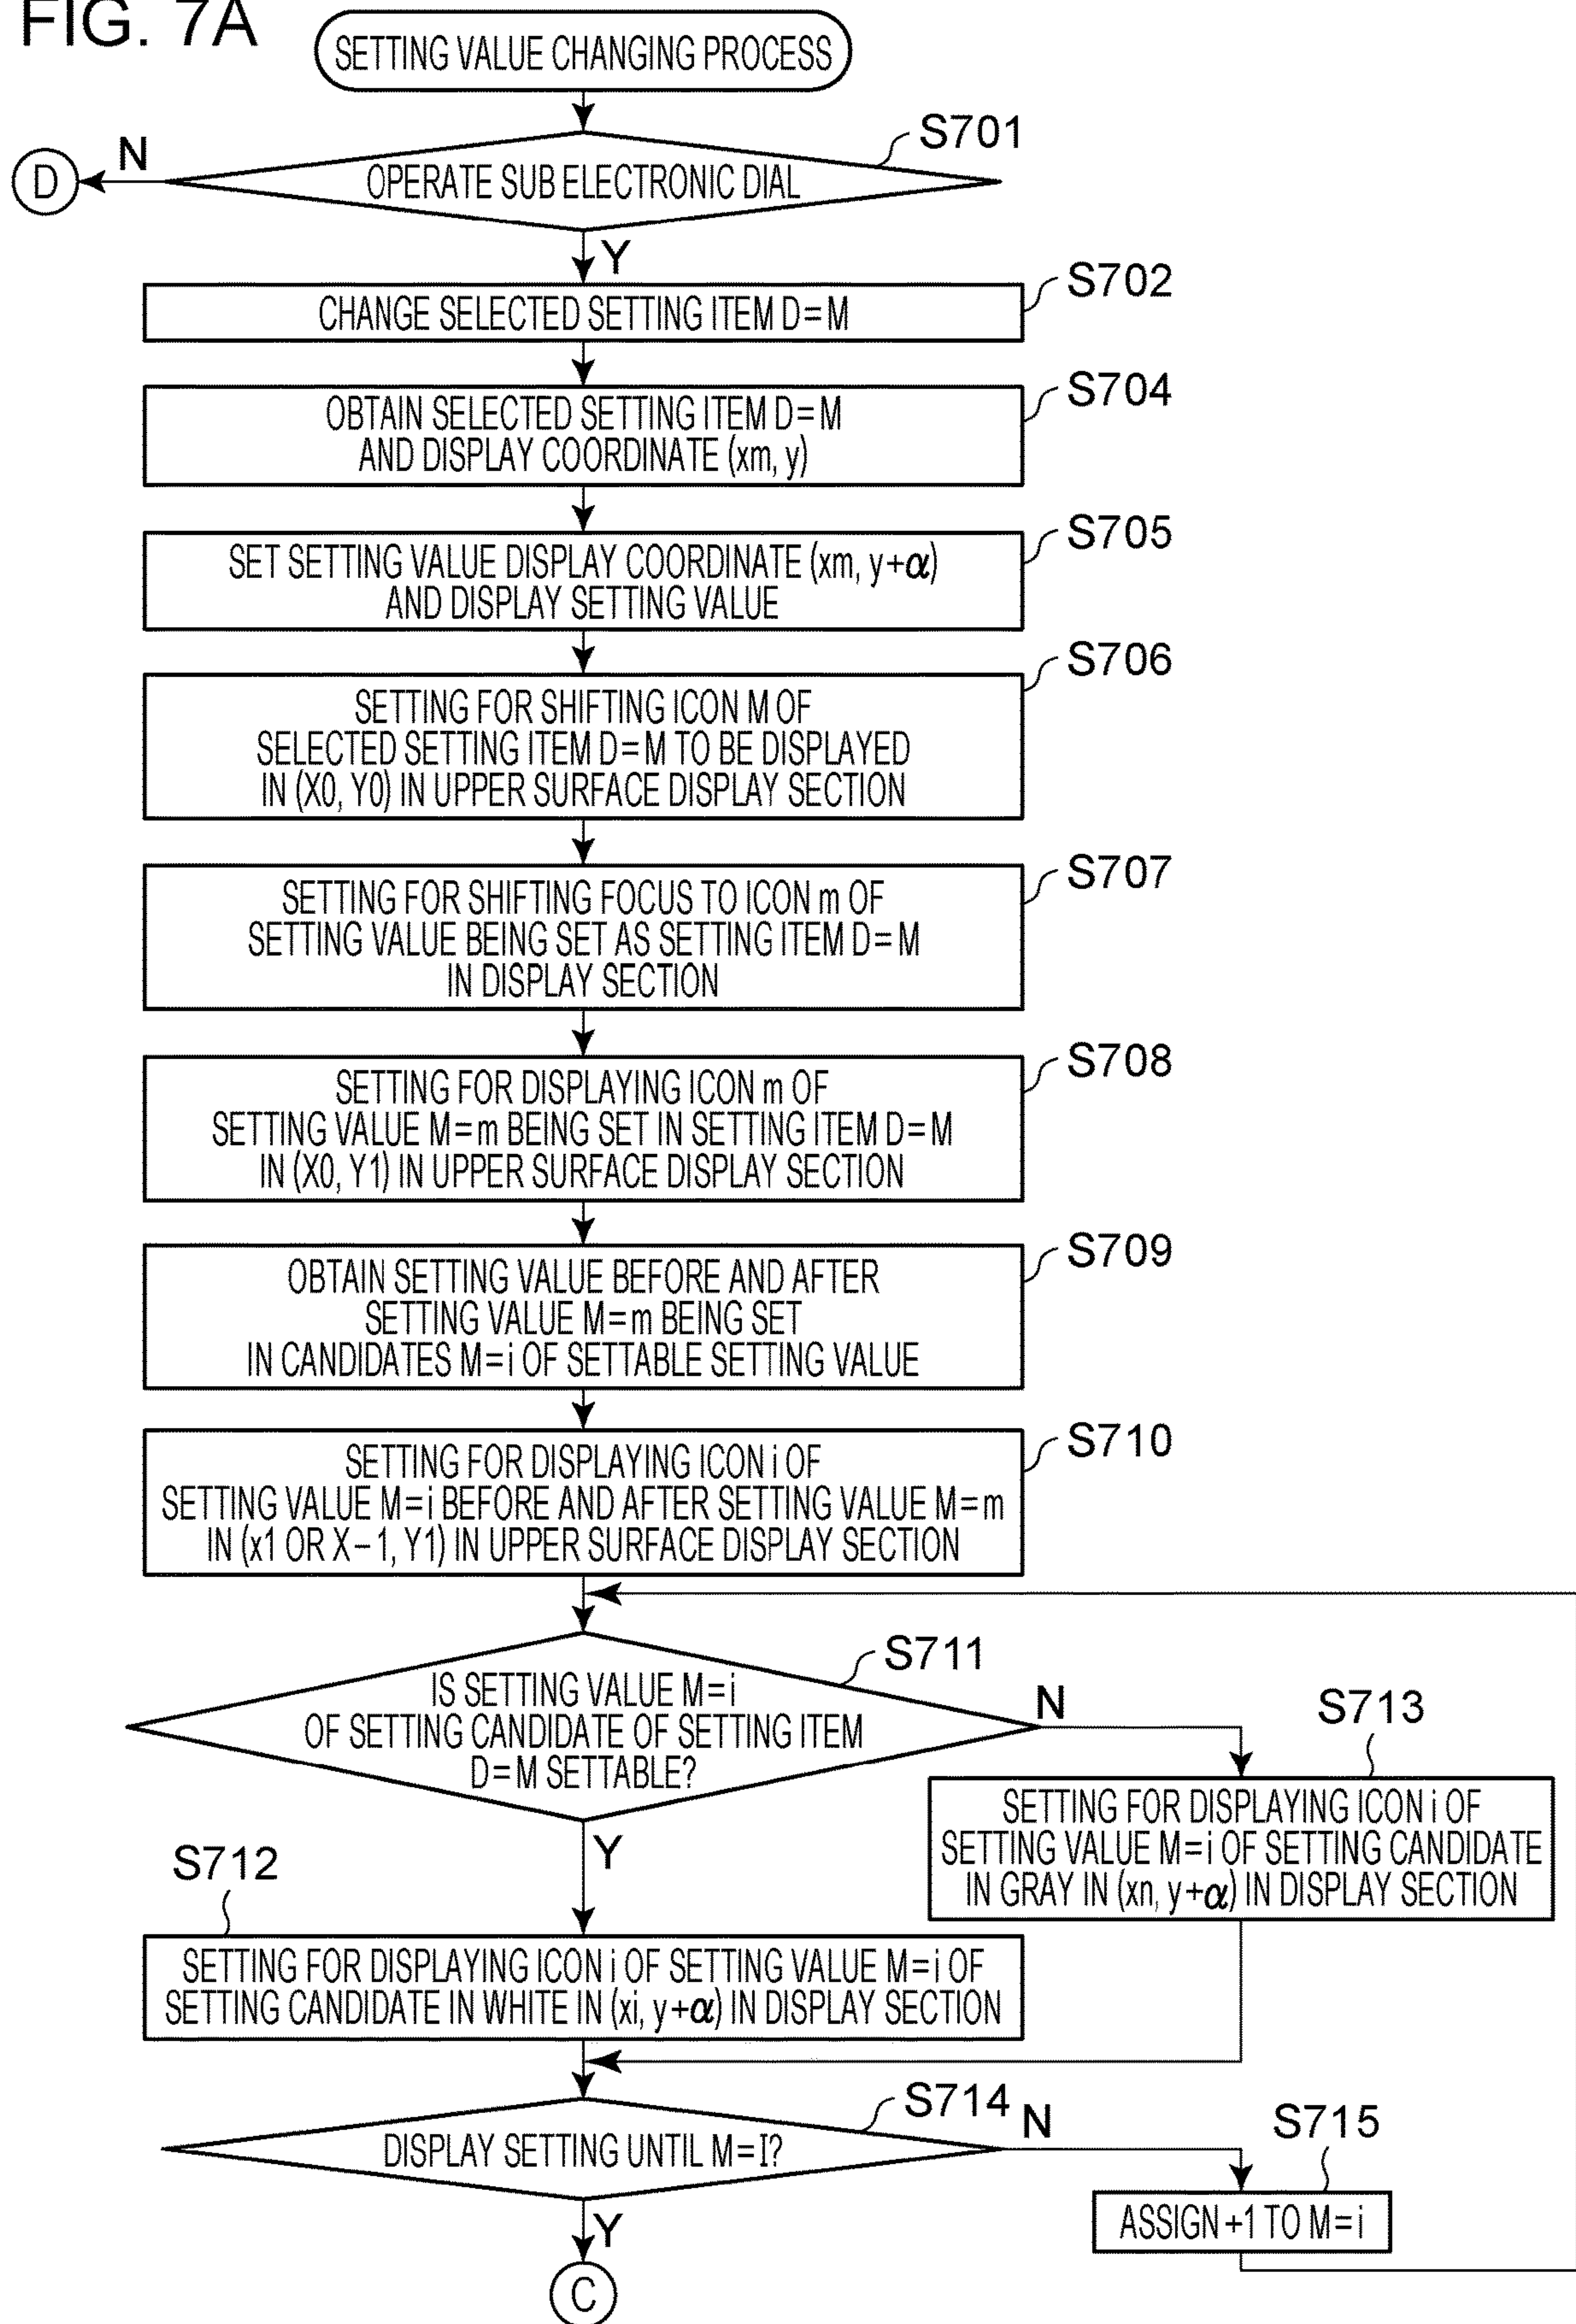 FIG. 7A
SETTING VALUE CHANGING PROCESS
S701
N
D
OPERATE SUB ELECTRONIC DIAL
Y
S702
CHANGE SELECTED SETTING ITEM D=M
S704
OBTAIN SELECTED SETTING ITEM D=M
AND DISPLAY COORDINATE (xm, y)
S705
SET SETTING VALUE DISPLAY COORDINATE (xm, y+α)
AND DISPLAY SETTING VALUE
S706
SETTING FOR SHIFTING ICON M OF
SELECTED SETTING ITEM D=M TO BE DISPLAYED
IN (X0, Y0) IN UPPER SURFACE DISPLAY SECTION
S707
SETTING FOR SHIFTING FOCUS TO ICON m OF
SETTING VALUE BEING SET AS SETTING ITEM D=M
IN DISPLAY SECTION
S708
SETTING FOR DISPLAYING ICON m OF
SETTING VALUE M=m BEING SET IN SETTING ITEM D=M
IN (X0, Y1) IN UPPER SURFACE DISPLAY SECTION
S709
OBTAIN SETTING VALUE BEFORE AND AFTER
SETTING VALUE M=m BEING SET
IN CANDIDATES M=i OF SETTABLE SETTING VALUE
S710
SETTING FOR DISPLAYING ICON i OF
SETTING VALUE M=i BEFORE AND AFTER SETTING VALUE M=m
IN (x1 OR X−1, Y1) IN UPPER SURFACE DISPLAY SECTION
S711
IS SETTING VALUE M=i
OF SETTING CANDIDATE OF SETTING ITEM
D=M SETTABLE?
N
S713
SETTING FOR DISPLAYING ICON i OF
SETTING VALUE M=i OF SETTING CANDIDATE
IN GRAY IN (xn, y+α) IN DISPLAY SECTION
Y
S712
SETTING FOR DISPLAYING ICON i OF SETTING VALUE M=i OF
SETTING CANDIDATE IN WHITE IN (xi, y+α) IN DISPLAY SECTION
S714
DISPLAY SETTING UNTIL M=I?
N
S715
ASSIGN +1 TO M=i
Y
C